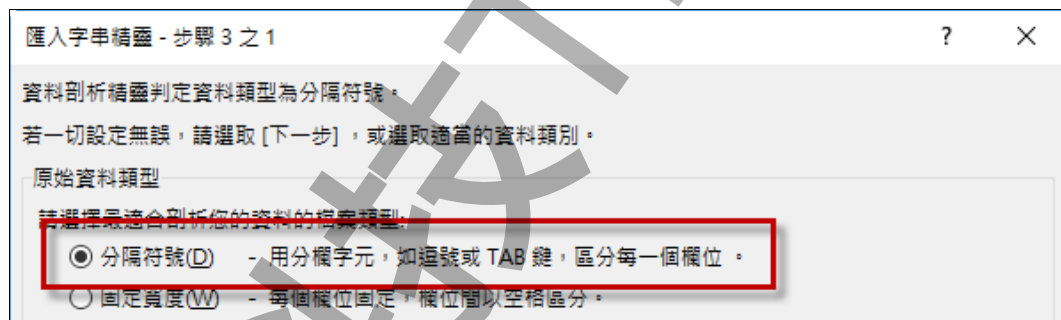 匯入字串精靈 - 步驟 3 之 1
資料剖析精靈判定資料類型為分隔符號。
若一切設定無誤，請選取 [下一步] ，或選取適當的資料類別。
原始資料類型
請選擇最適合剖析您的資料的檔案類型:
分隔符號(D) - 用分欄字元，如逗號或 TAB 鍵，區分每一個欄位 。
固定寬度(W) - 每個欄位固定，欄位間以空格區分。